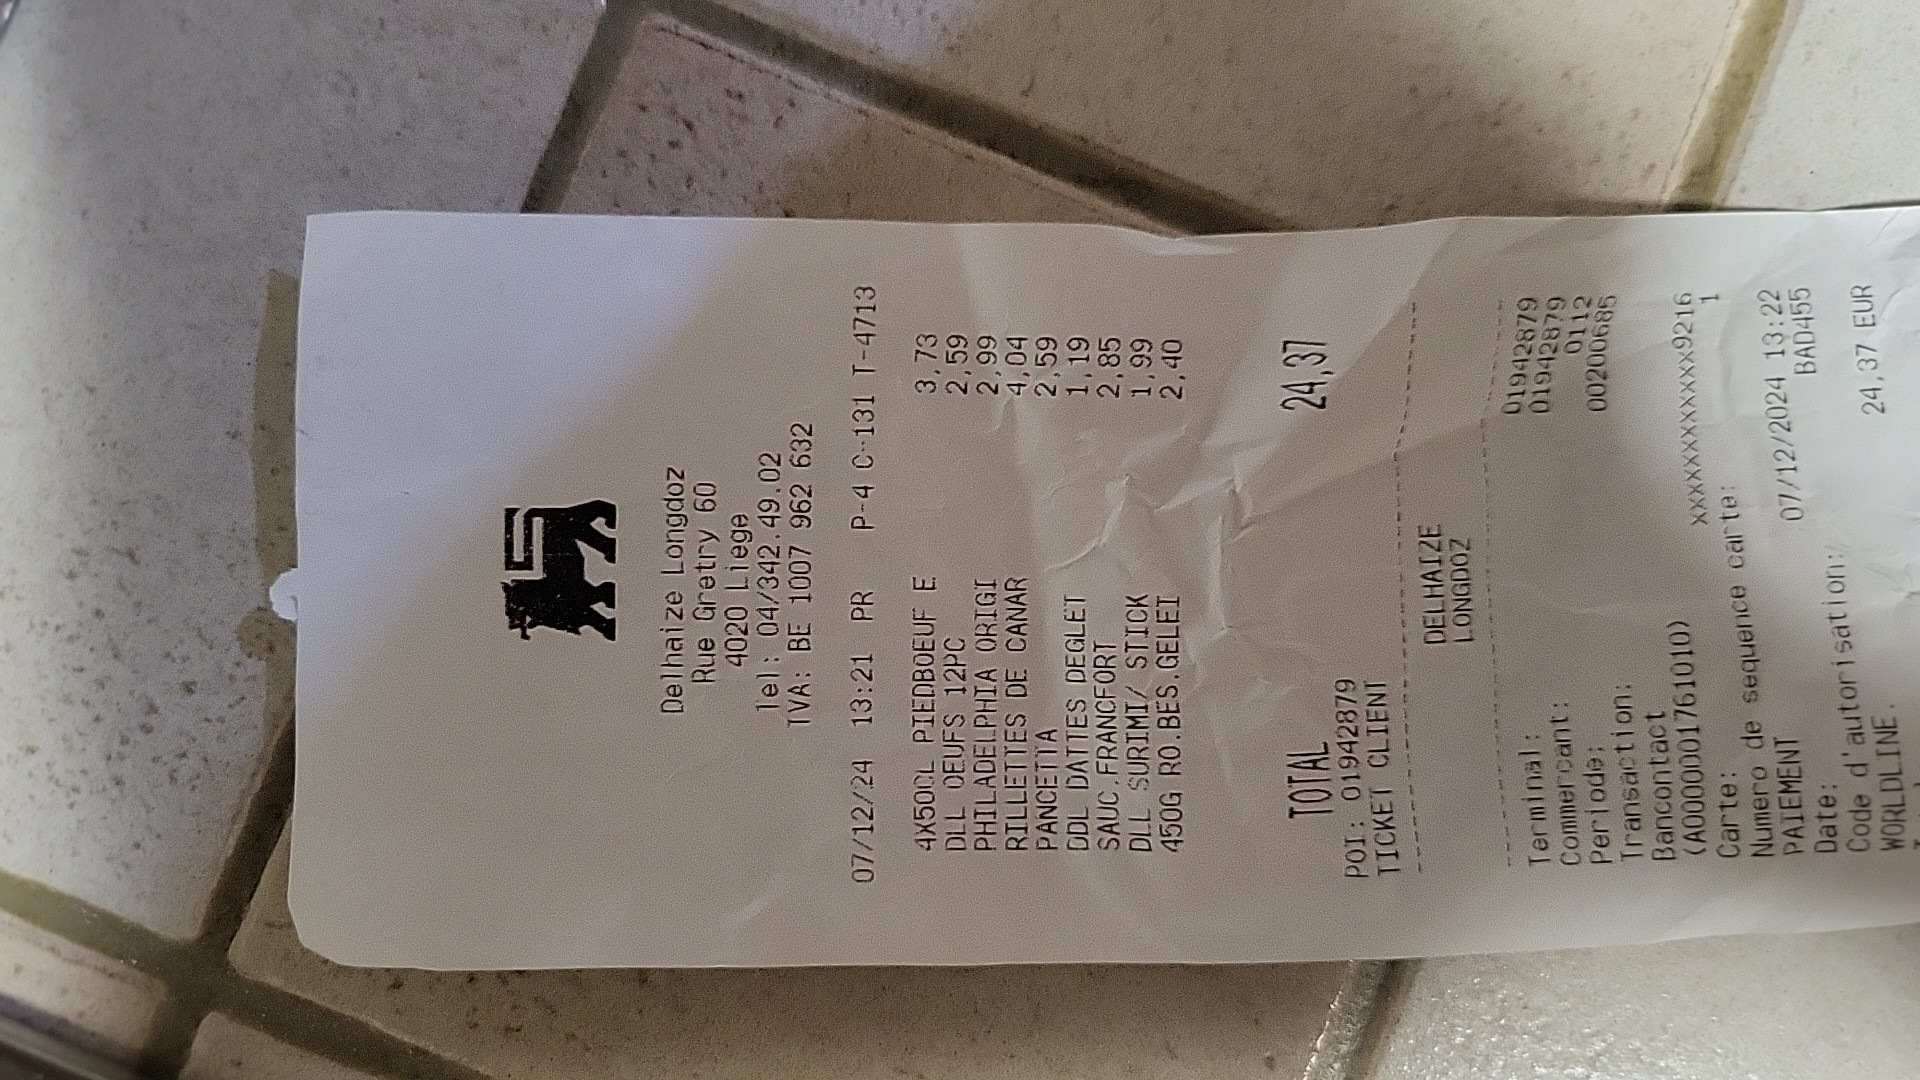 Delhaize Longdoz
Rue Gretry 60
4020 Liege
Tel: 04/342.49.02
TVA: BE 1007 962 632
07/12/24 13:21 PR P-4 C-131 T-4713
4X50CL PIEDBOEUF E 3,73
DLL OEUFS 12PC 2,59
PHILADELPHIA ORIGI 2,99
RILLETTES DE CANAR 4,04
PANCETTA 2,59
DDL DATTES DEGLET 1,19
SAUC.FRANCFORT 2,85
DLL SURIMI/ STICK 1,99
450G RO.BES.GELEI 2,40
TOTAL 24,37
POI: 01942879
TICKET CLIENT
DELHAIZE
LONGDOZ
Terminal: 01942879
Commercant: 01942879
Periode: 0112
Transaction: 00200685
Bancontact
(A0000001761010)
Carte: xxxxxxxxxxxxxxx9216
Numero de sequence carte: 1
PAIEMENT
Date: 07/12/2024 13:22
Code d'autorisation: BAD455
WORLDLINE. 24,37 EUR